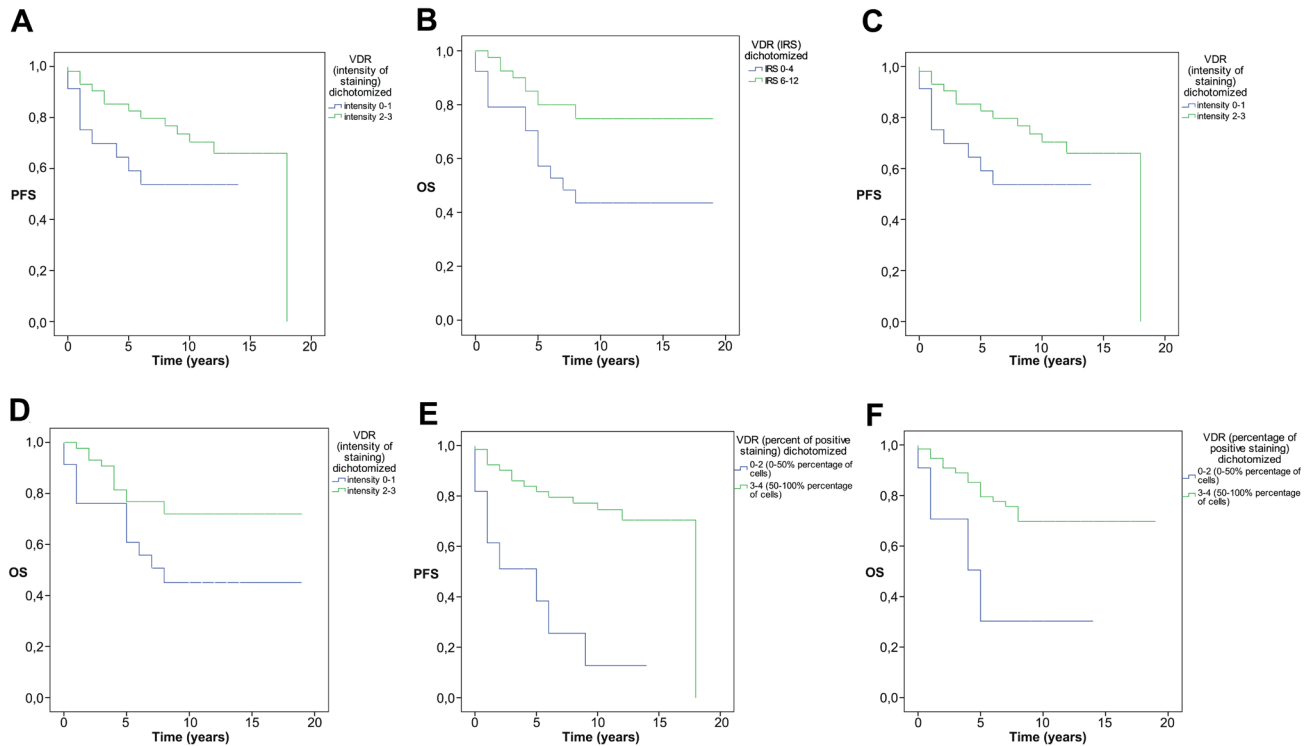 A
VDR
(intensity of
staining)
dichotomized
intensity 0-1
intensity 2-3
1,0
0,8
0,6
PFS
0,4
0,2
0,0
0
5
10
15
20
Time (years)
B
VDR (IRS)
dichotomized
IRS 0-4
IRS 6-12
1,0
0,8
0,6
OS
0,4
0,2
0,0
0
5
10
15
20
Time (years)
C
VDR
(intensity of
staining)
dichotomized
intensity 0-1
intensity 2-3
1,0
0,8
0,6
PFS
0,4
0,2
0,0
0
5
10
15
20
Time (years)
D
VDR
(intensity of
staining)
dichotomized
intensity 0-1
intensity 2-3
1,0
0,8
0,6
OS
0,4
0,2
0,0
0
5
10
15
20
Time (years)
E
VDR (percent of positive
staining) dichotomized
0-2 (0-50% percentage of
cells)
3-4 (50-100% percentage
of cells)
1,0
0,8
0,6
PFS
0,4
0,2
0,0
0
5
10
15
20
Time (years)
F
VDR (percentage of
positive staining)
dichotomized
0-2 (0-50% percentage of
cells)
3-4 (50-100% percentage
of cells)
1,0
0,8
0,6
OS
0,4
0,2
0,0
0
5
10
15
20
Time (years)